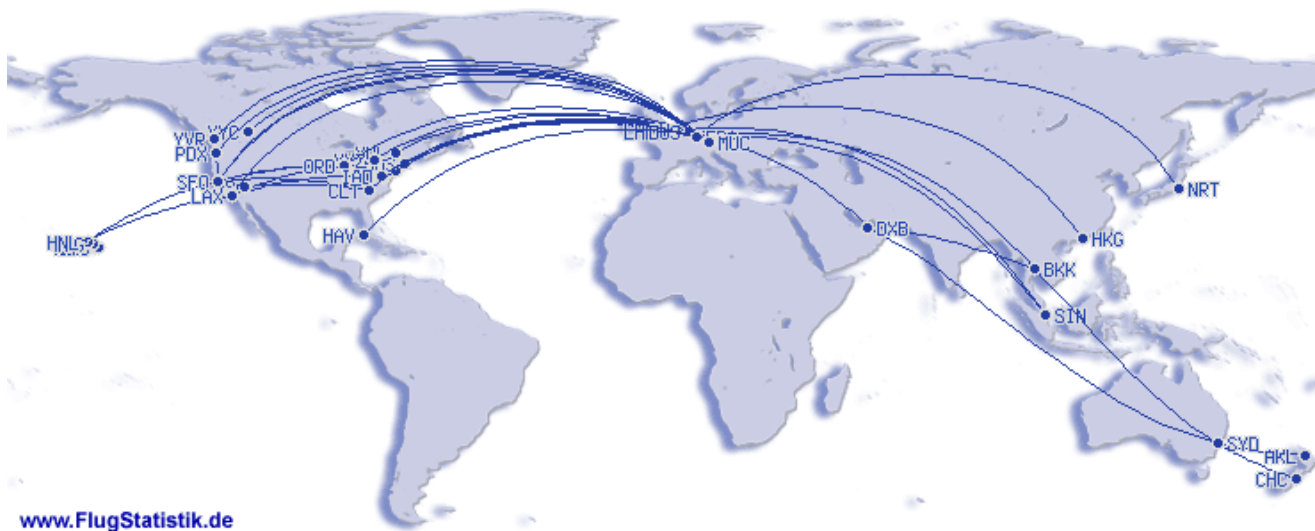 YVR
YYC
PDX
ORD
SFO
IAD
LAX
CLT
HNL
HAV
MUC
DXB
NRT
HKG
BKK
SIN
SYD
AKL
CHC
www.FlugStatistik.de